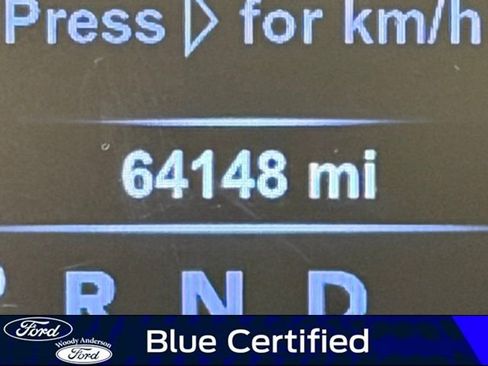 Press ▷ for km/h
64148 mi
P R N D
Ford
Woody Anderson
Ford
Blue Certified